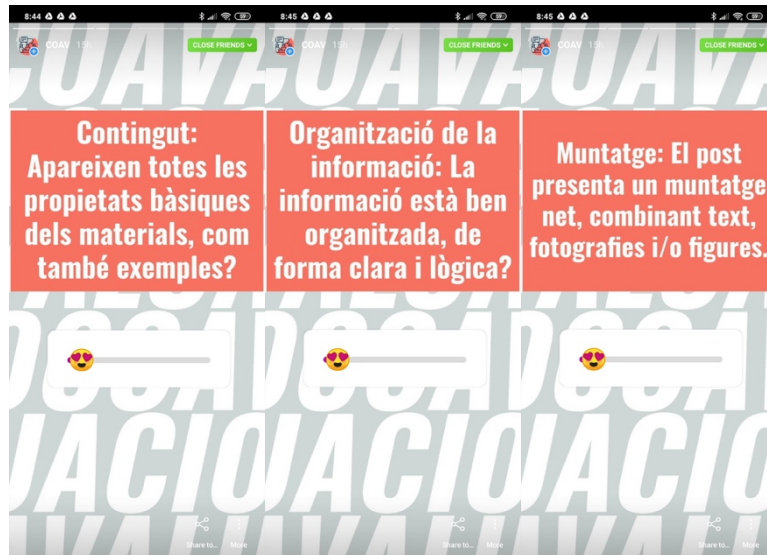 8:44
59
COAV 15h
CLOSE FRIENDS
Contingut:
Apareixen totes les
propietats bàsiques
dels materials, com
també exemples?
Share to...
More
8:45
59
COAV 15h
CLOSE FRIENDS
Organització de la
informació: La
informació està ben
organitzada, de
forma clara i lògica?
Share to...
More
8:45
59
COAV 15h
CLOSE FRIENDS
Muntatge: El post
presenta un muntatge
net, combinant text,
fotografies i/o figures.
Share to...
More